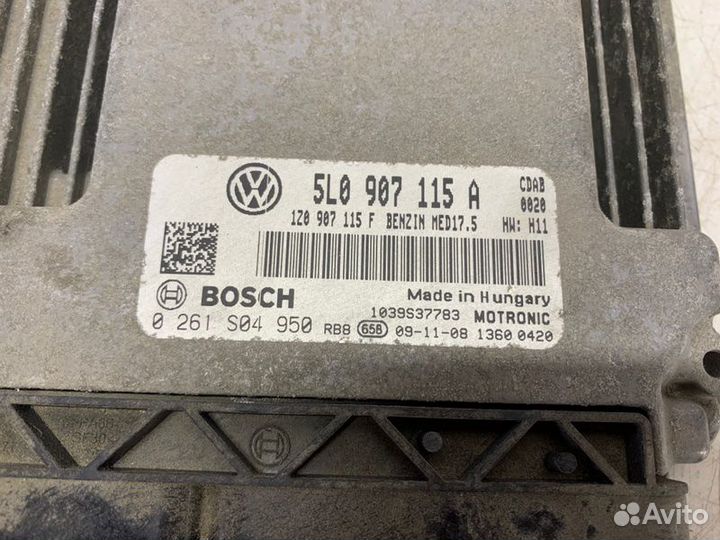 5L0 907 115 A CDAB
0020
1Z0 907 115 F BENZIN MED17.5 HW: H11
BOSCH Made in Hungary
1039S37783 MOTRONIC
0 261 S04 950 RB8 65B 09-11-08 1360 0420
Avito